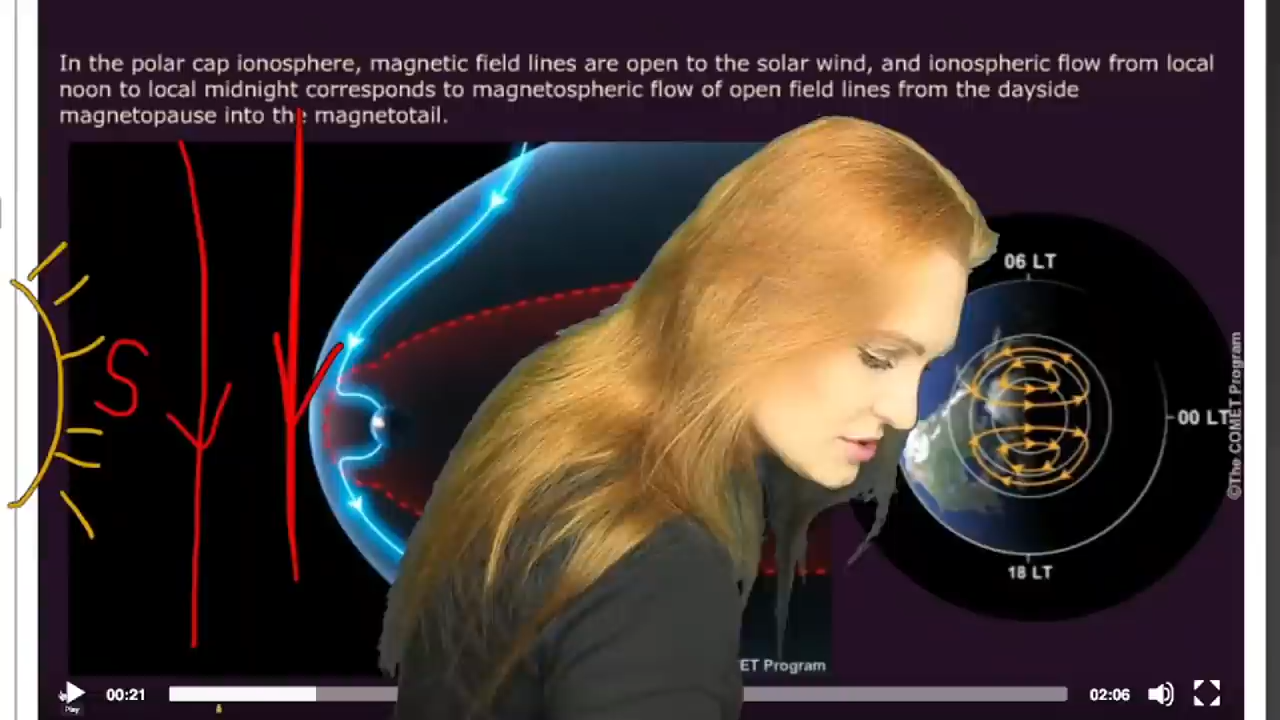 In the polar cap ionosphere, magnetic field lines are open to the solar wind, and ionospheric flow from local
noon to local midnight corresponds to magnetospheric flow of open field lines from the dayside
magnetopause into the magnetotail.
S
06 LT
00 LT
18 LT
©The COMET Program
ET Program
Play
00:21
02:06